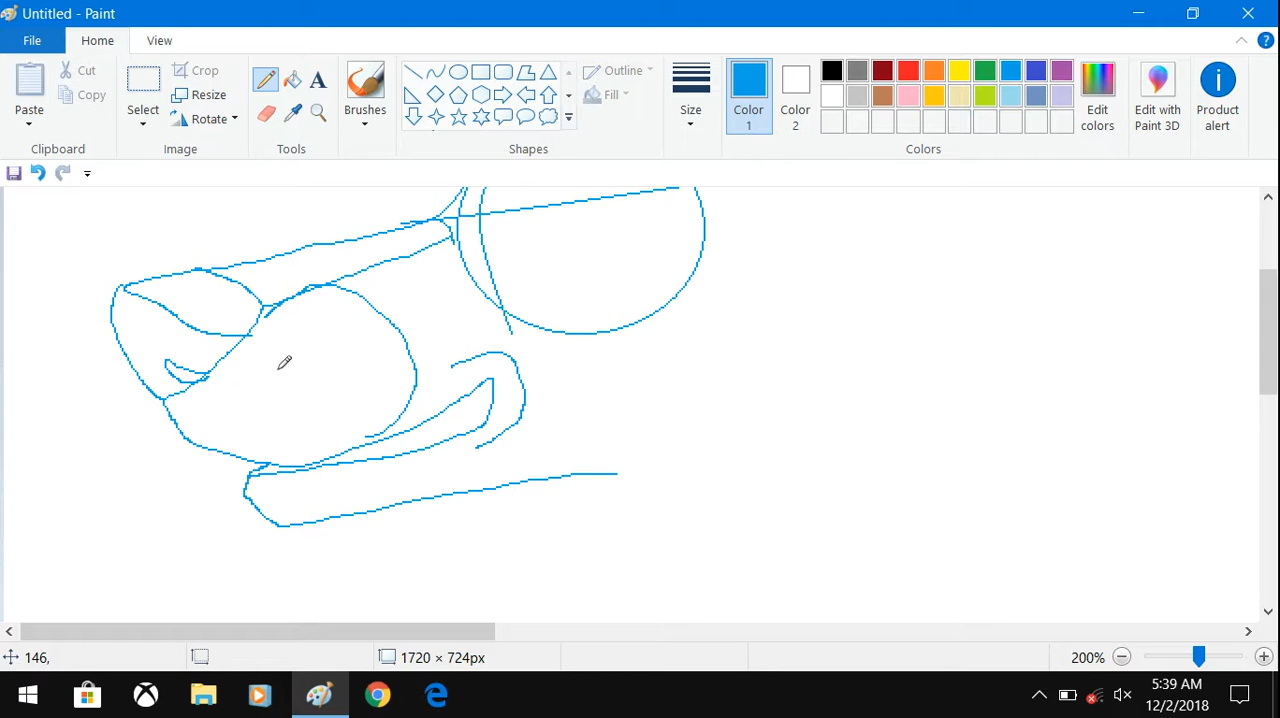 Untitled - Paint
File
Home
View
Paste
Cut
Copy
Clipboard
Select
Crop
Resize
Rotate
Image
A
Tools
Brushes
Outline
Fill
Shapes
Size
Color
1
Color
2
Edit
colors
Edit with
Paint 3D
Product
alert
Colors
146,
1720 × 724px
200%
5:39 AM
12/2/2018